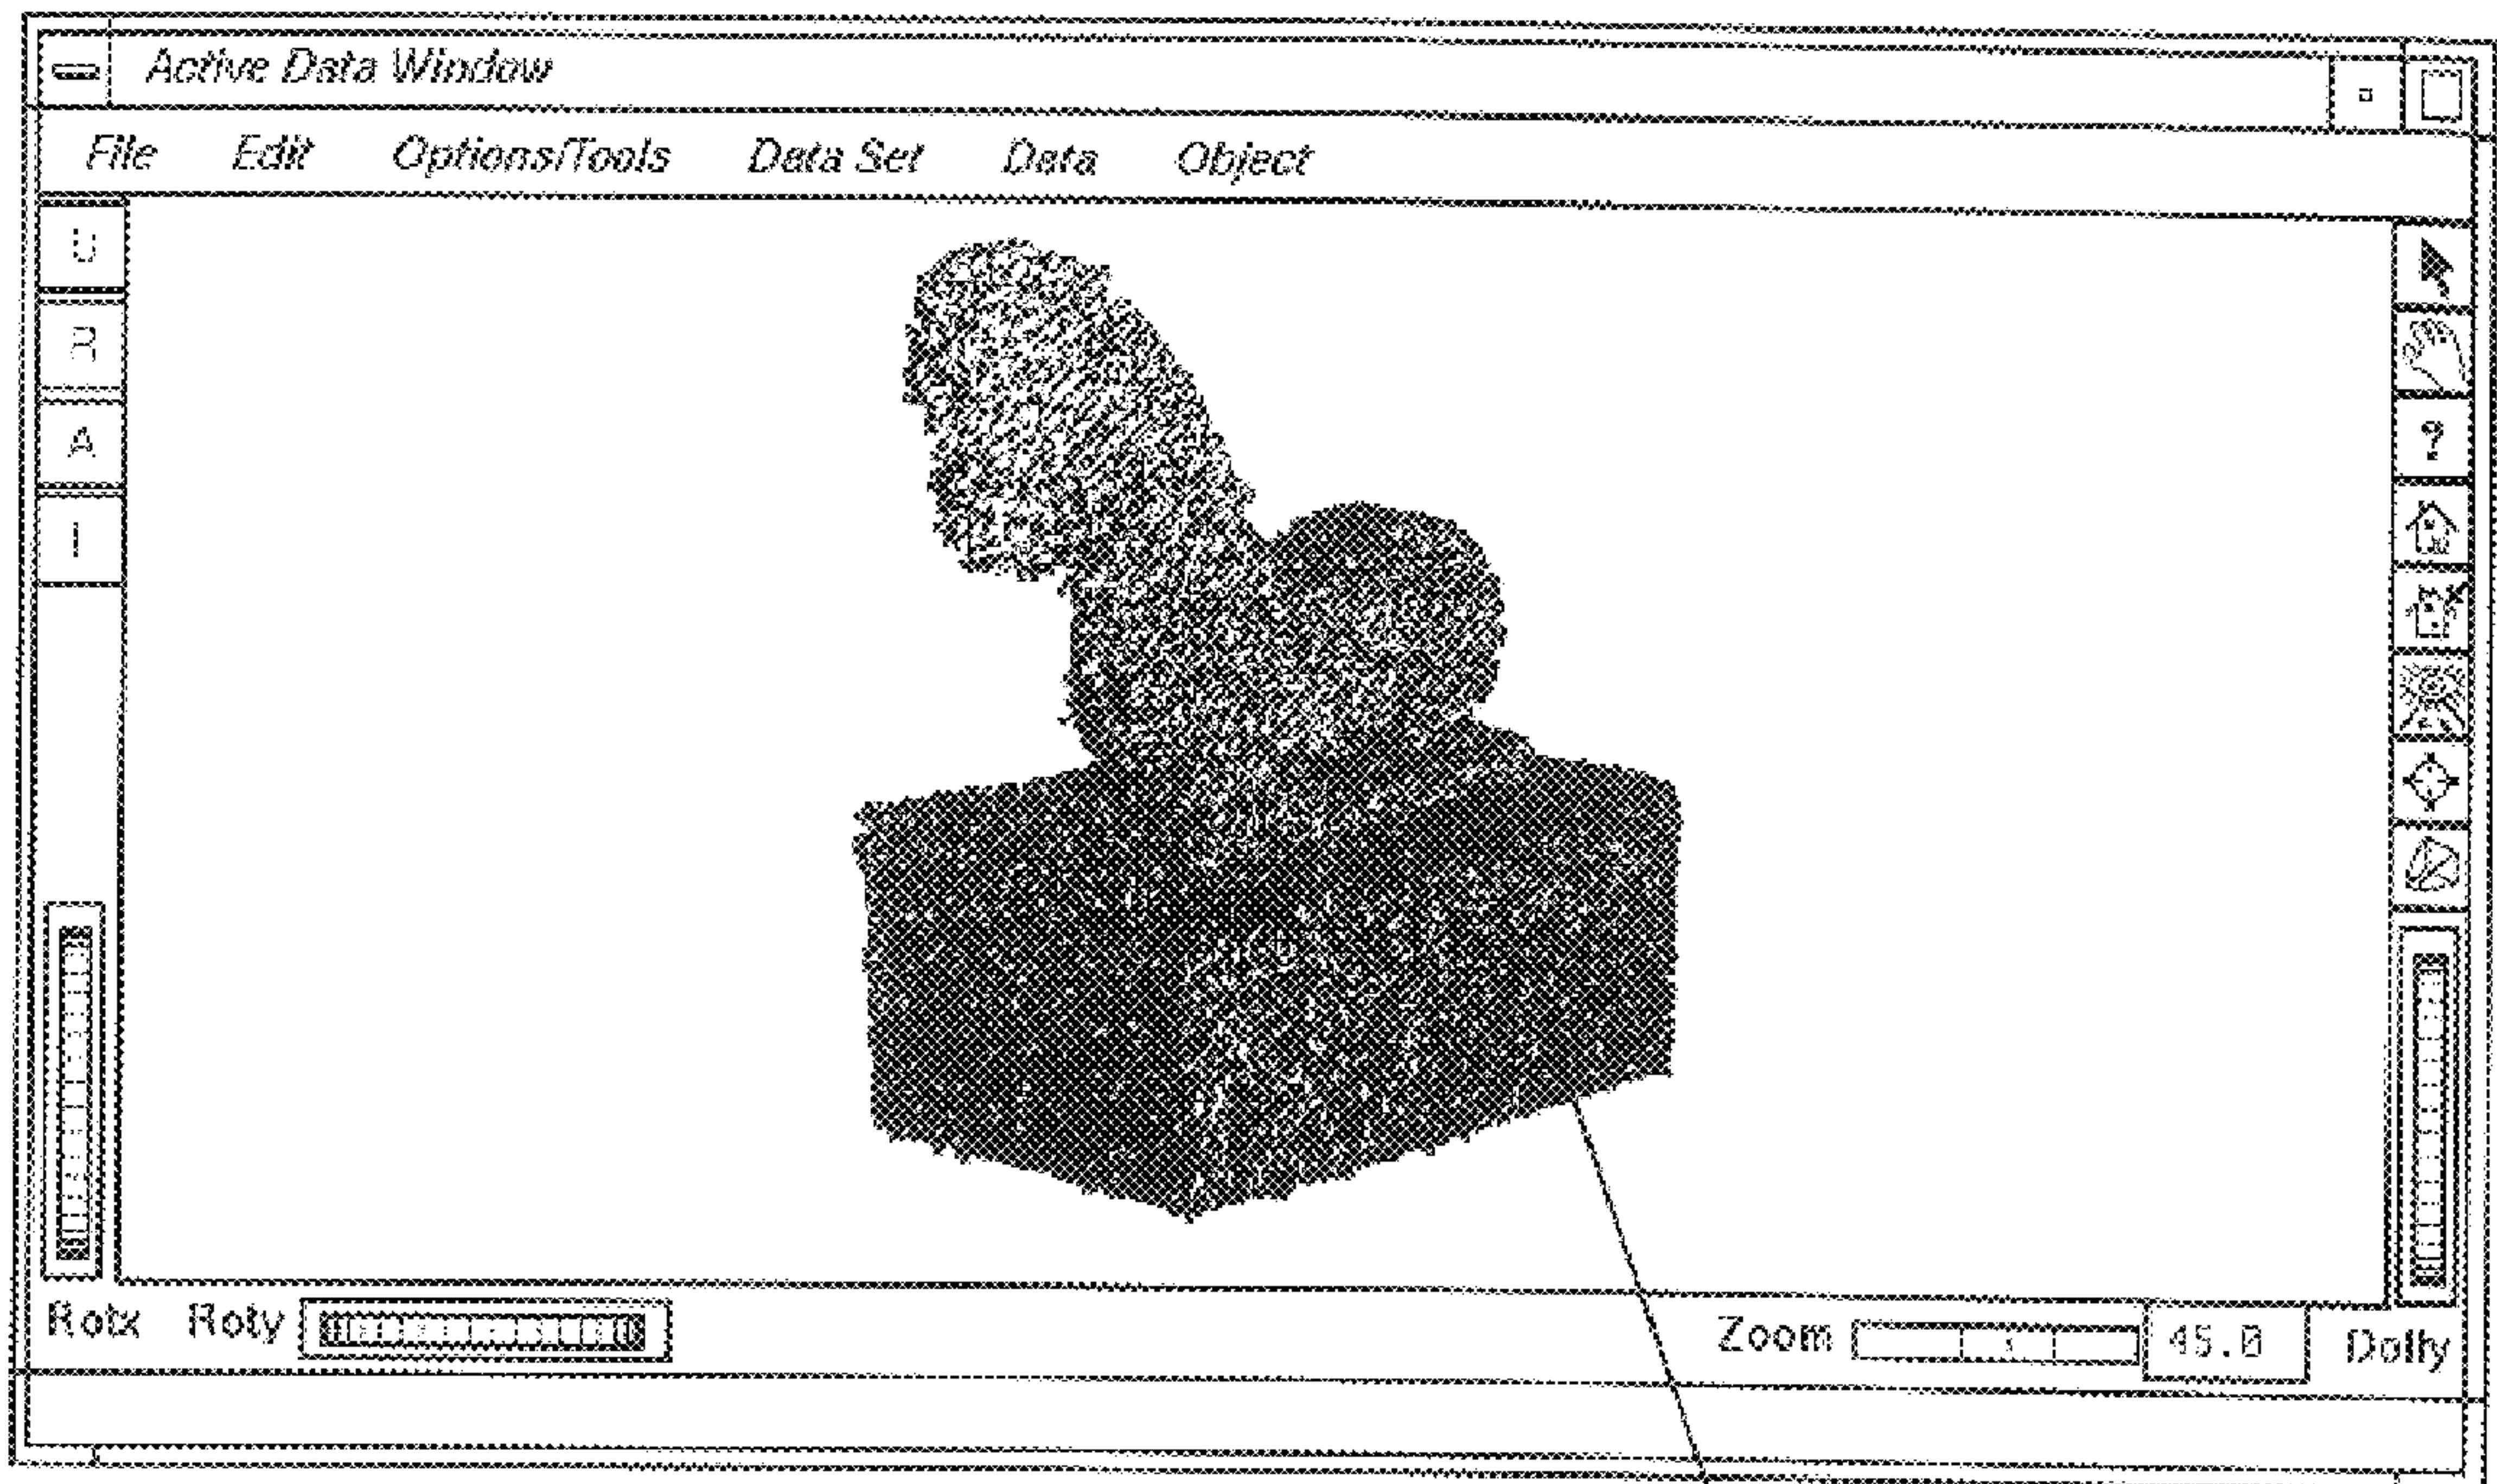 Active Data Window
File Edit Options/Tools Data Set Data Object
U
R
A
I
?
Rotx Roty Zoom 45.0 Dolly